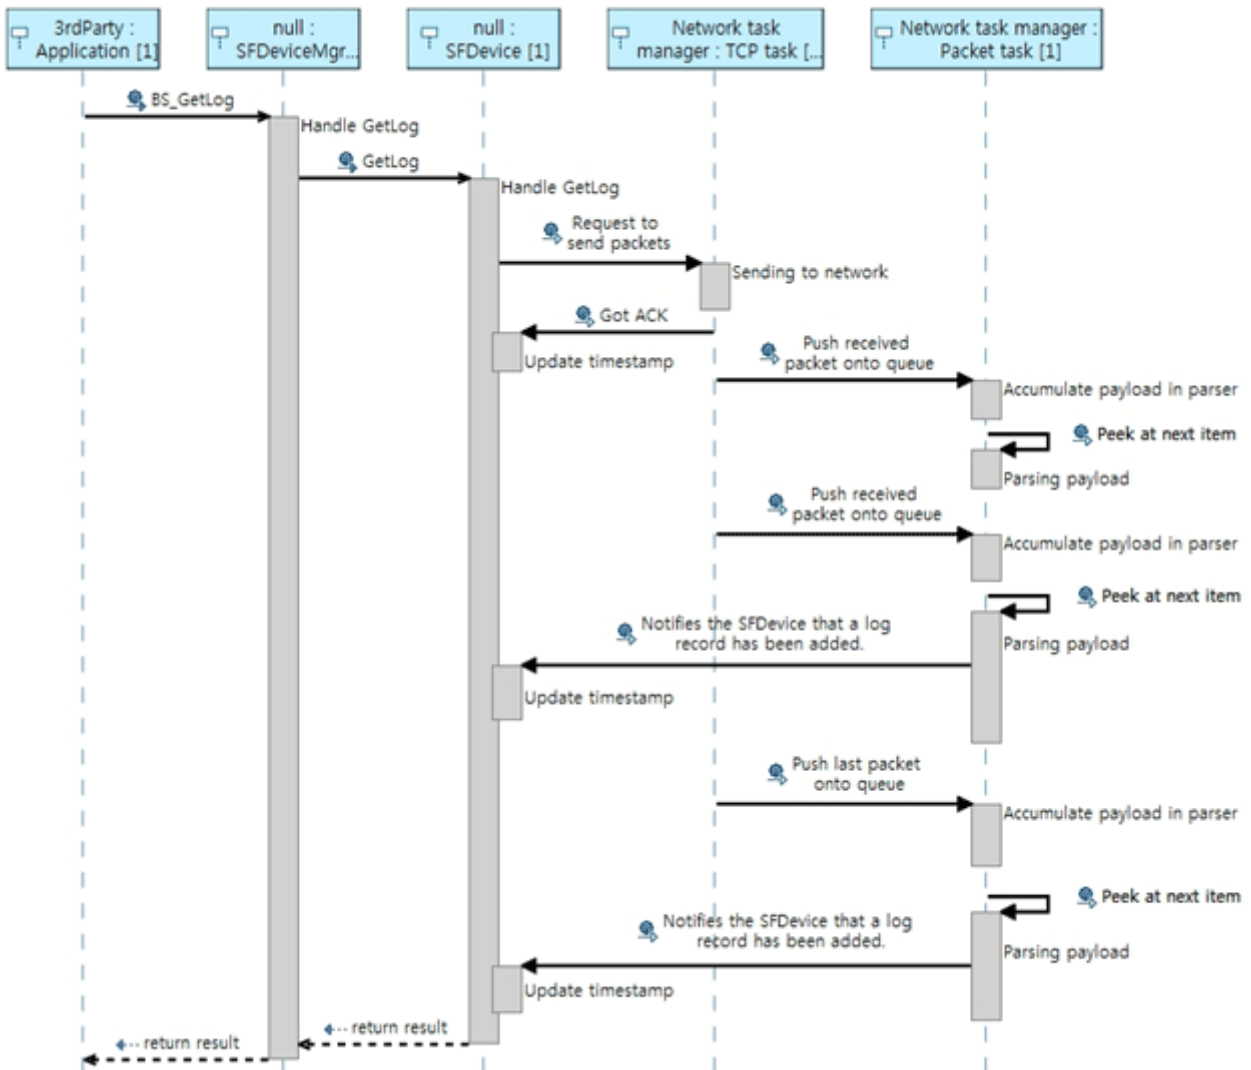 3rdParty :
Application [1]
null :
SFDeviceMgr...
null :
SFDevice [1]
Network task
manager : TCP task [...
Network task manager :
Packet task [1]
BS_GetLog
Handle GetLog
GetLog
Handle GetLog
Request to
send packets
Sending to network
Got ACK
Update timestamp
Push received
packet onto queue
Accumulate payload in parser
Peek at next item
Parsing payload
Push received
packet onto queue
Accumulate payload in parser
Peek at next item
Notifies the SFDevice that a log
record has been added.
Parsing payload
Update timestamp
Push last packet
onto queue
Accumulate payload in parser
Peek at next item
Notifies the SFDevice that a log
record has been added.
Parsing payload
Update timestamp
return result
return result